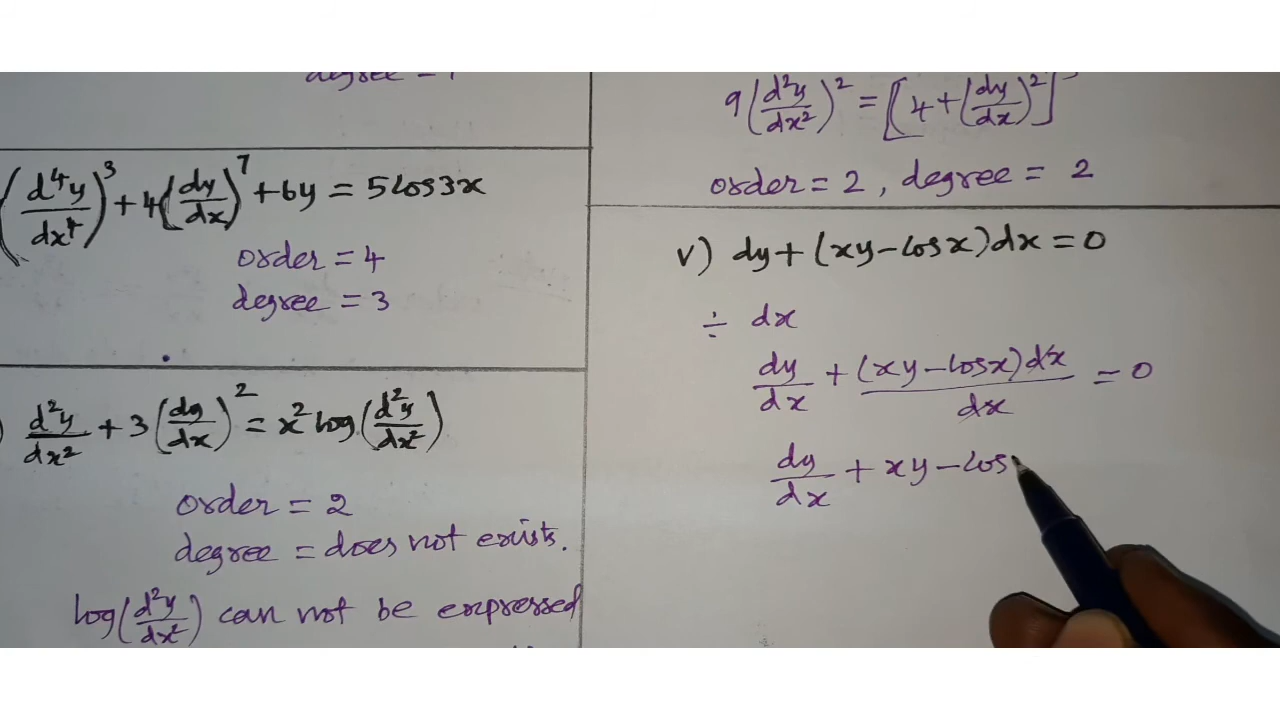 degree =
(d⁴y/dx⁴)³ + 4(dy/dx)⁷ + 6y = 5cos3x
order = 4
degree = 3
d²y/dx² + 3(dy/dx)² = x² log(d²y/dx²)
order = 2
degree = does not exists.
log(d²y/dx²) can not be expressed
9(d²y/dx²)² = [4+(dy/dx)²]
order = 2, degree = 2
v) dy + (xy - cosx)dx = 0
÷ dx
dy/dx + (xy - cosx)dx/dx = 0
dy/dx + xy - cos